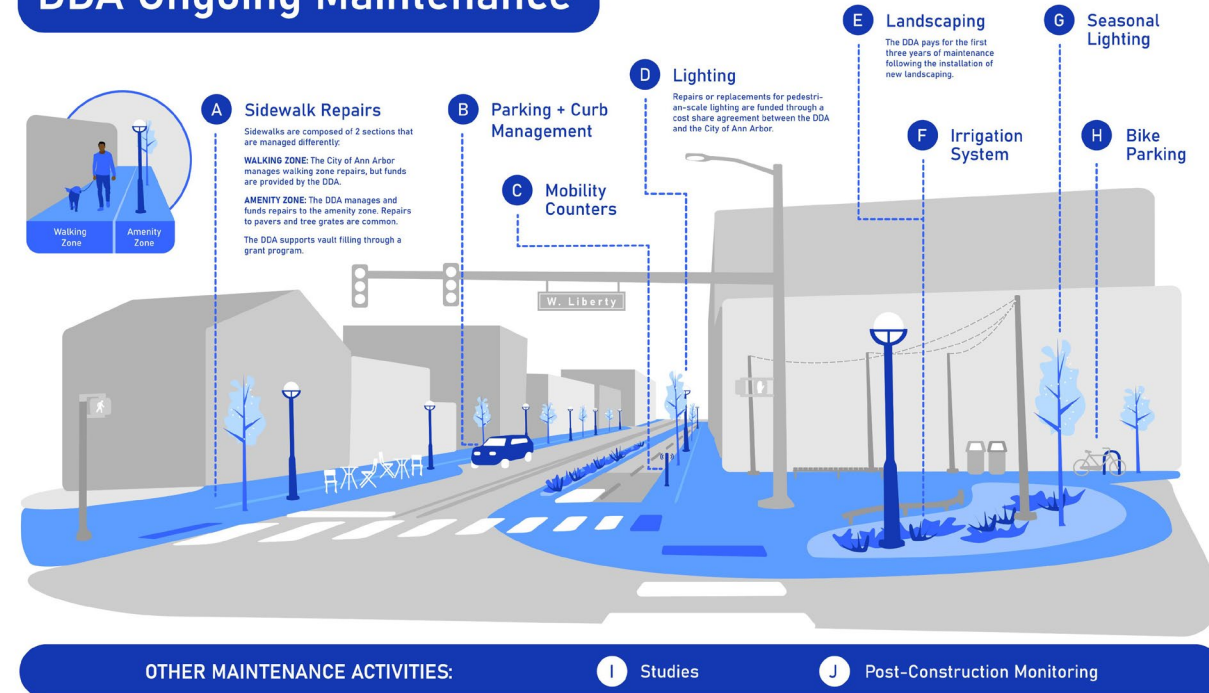 DDA Ongoing Maintenance
A Sidewalk Repairs
Sidewalks are composed of 2 sections that
are managed differently:
WALKING ZONE: The City of Ann Arbor
manages walking zone repairs, but funds
are provided by the DDA.
AMENITY ZONE: The DDA manages and
funds repairs to the amenity zone. Repairs
to pavers and tree grates are common.
The DDA supports vault filling through a
grant program.
Walking
Zone
Amenity
Zone
B Parking + Curb
Management
C Mobility
Counters
D Lighting
Repairs or replacements for pedestri-
an-scale lighting are funded through a
cost share agreement between the DDA
and the City of Ann Arbor.
E Landscaping
The DDA pays for the first
three years of maintenance
following the installation of
new landscaping.
F Irrigation
System
G Seasonal
Lighting
H Bike
Parking
W. Liberty
OTHER MAINTENANCE ACTIVITIES:
I Studies
J Post-Construction Monitoring